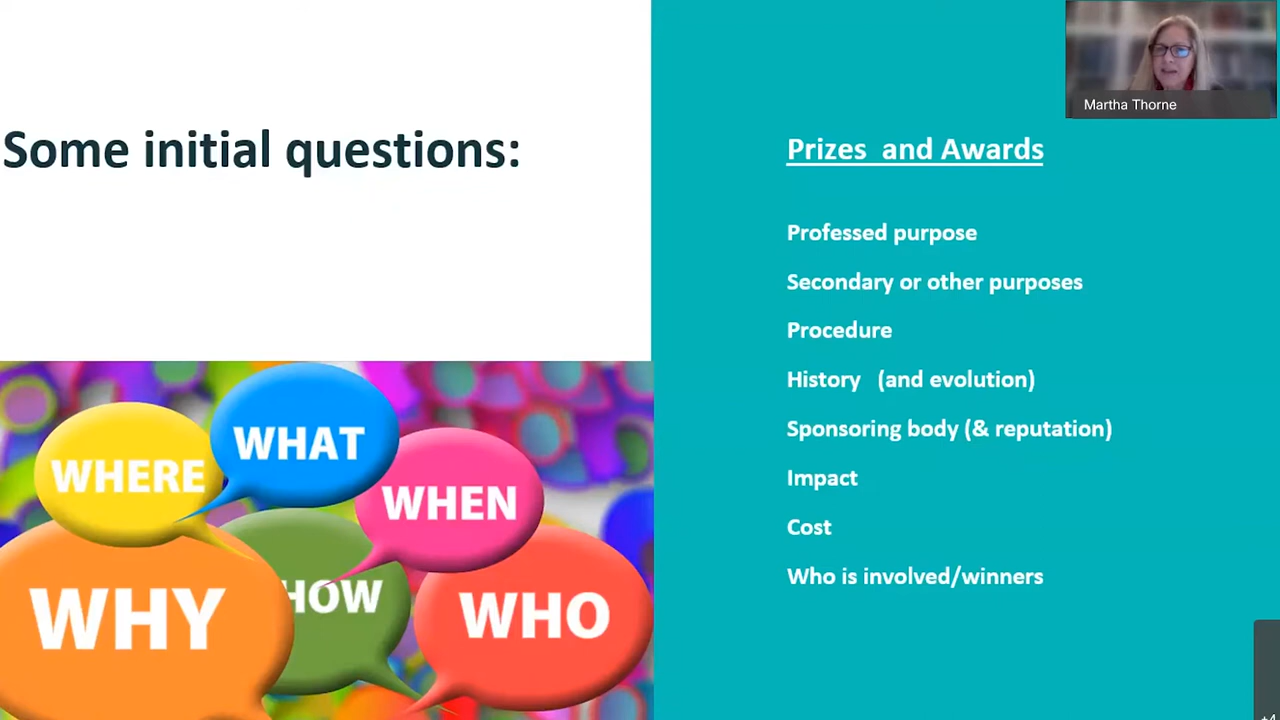 Some initial questions:
WHERE
WHAT
WHEN
WHY
HOW
WHO
Martha Thorne
Prizes and Awards
Professed purpose
Secondary or other purposes
Procedure
History (and evolution)
Sponsoring body (& reputation)
Impact
Cost
Who is involved/winners